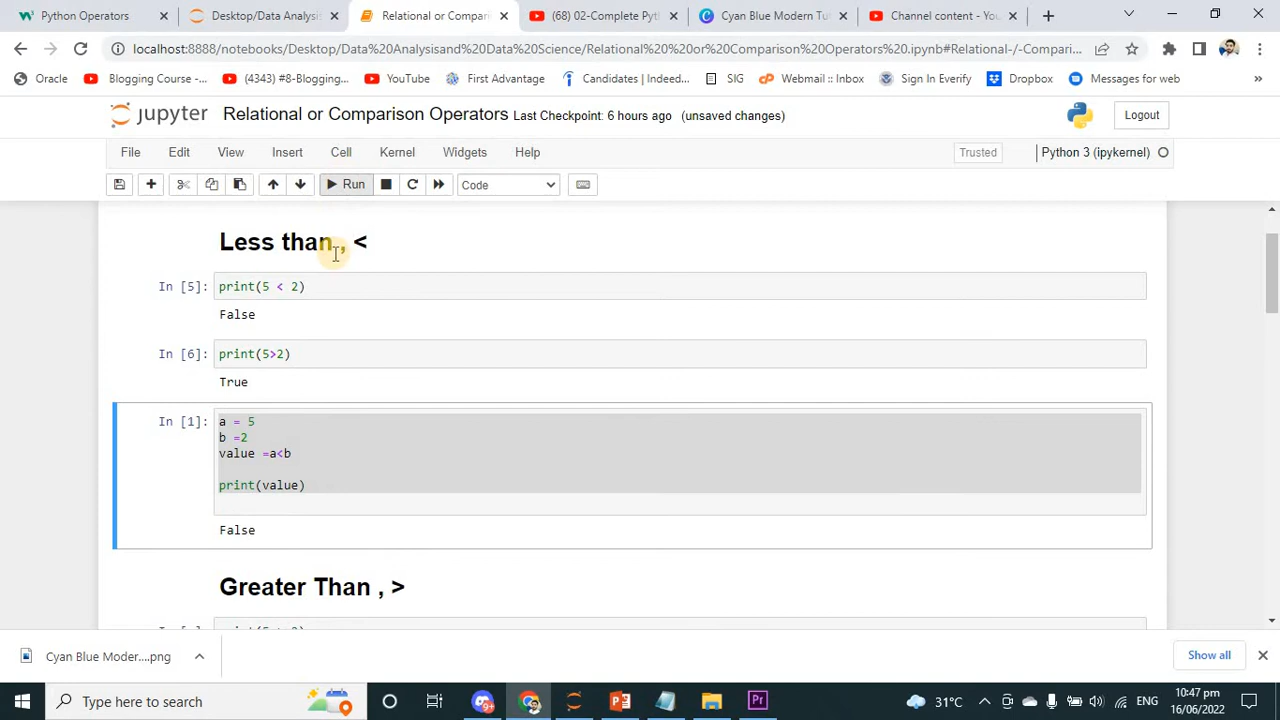 Python Operators
Desktop/Data Analysi
Relational or Compari
(68) 02-Complete Pyt
Cyan Blue Modern Tu
Channel content - You
localhost:8888/notebooks/Desktop/Data%20Analysisand%20Data%20Science/Relational%20%20or%20Comparison%20Operators%20.ipynb#Relational-/-Compari...
Oracle
Blogging Course -...
(4343) #8-Blogging...
YouTube
First Advantage
Candidates | Indeed...
SIG
Webmail :: Inbox
Sign In Everify
Dropbox
Messages for web
»
jupyter Relational or Comparison Operators Last Checkpoint: 6 hours ago (unsaved changes)
Logout
File Edit View Insert Cell Kernel Widgets Help
Trusted
Python 3 (ipykernel)
Run
Code
Less than , <
In [5]: print(5 < 2)
False
In [6]: print(5>2)
True
In [1]: a = 5
b =2
value =a<b
print(value)
False
Greater Than , >
Cyan Blue Moder....png
Show all
Type here to search
99+
31°C
ENG
10:47 pm
16/06/2022